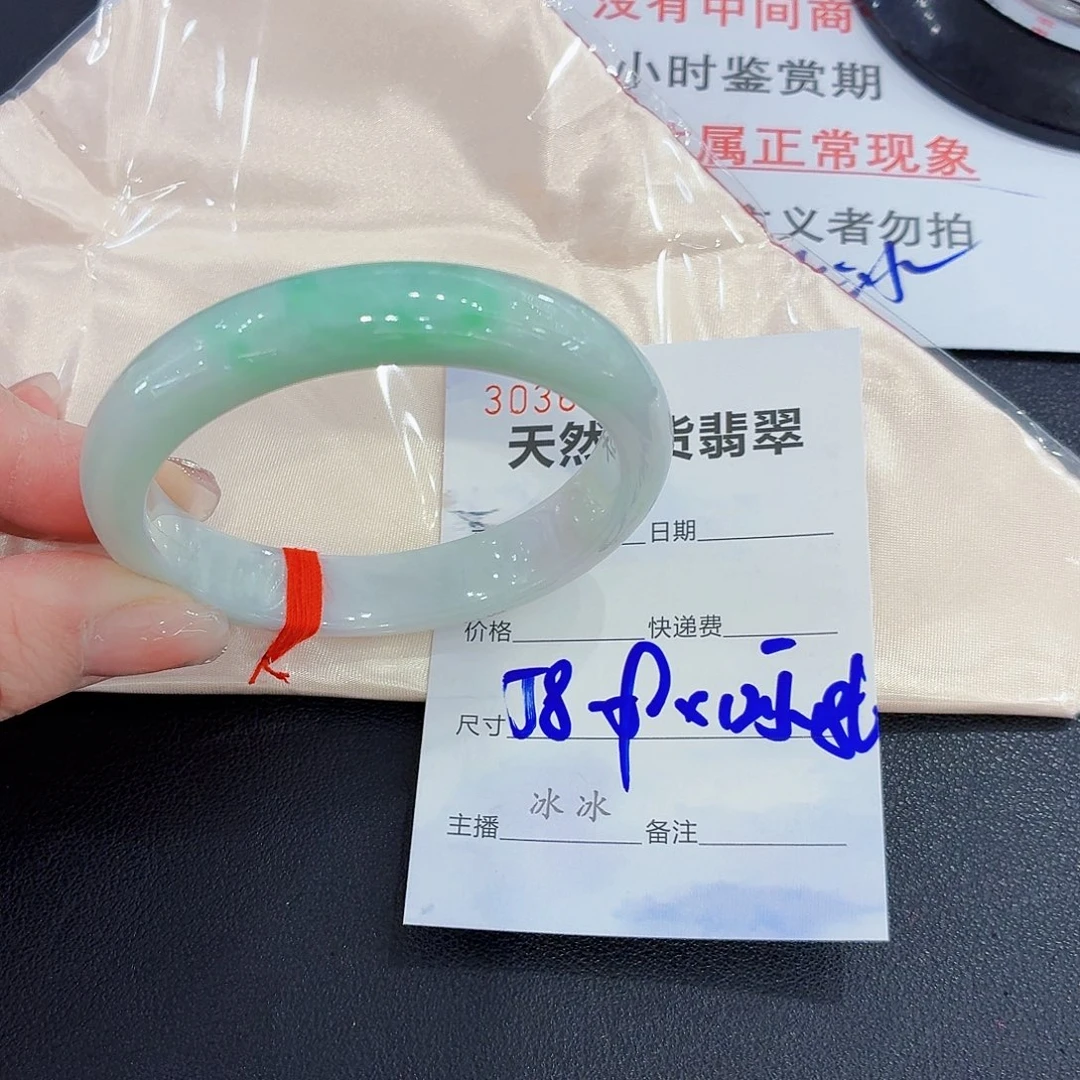 没有中间商
小时鉴赏期
属正常现象
义者勿拍
303
天然 货翡翠
日期
价格 快递费
尺寸
主播 冰冰 备注